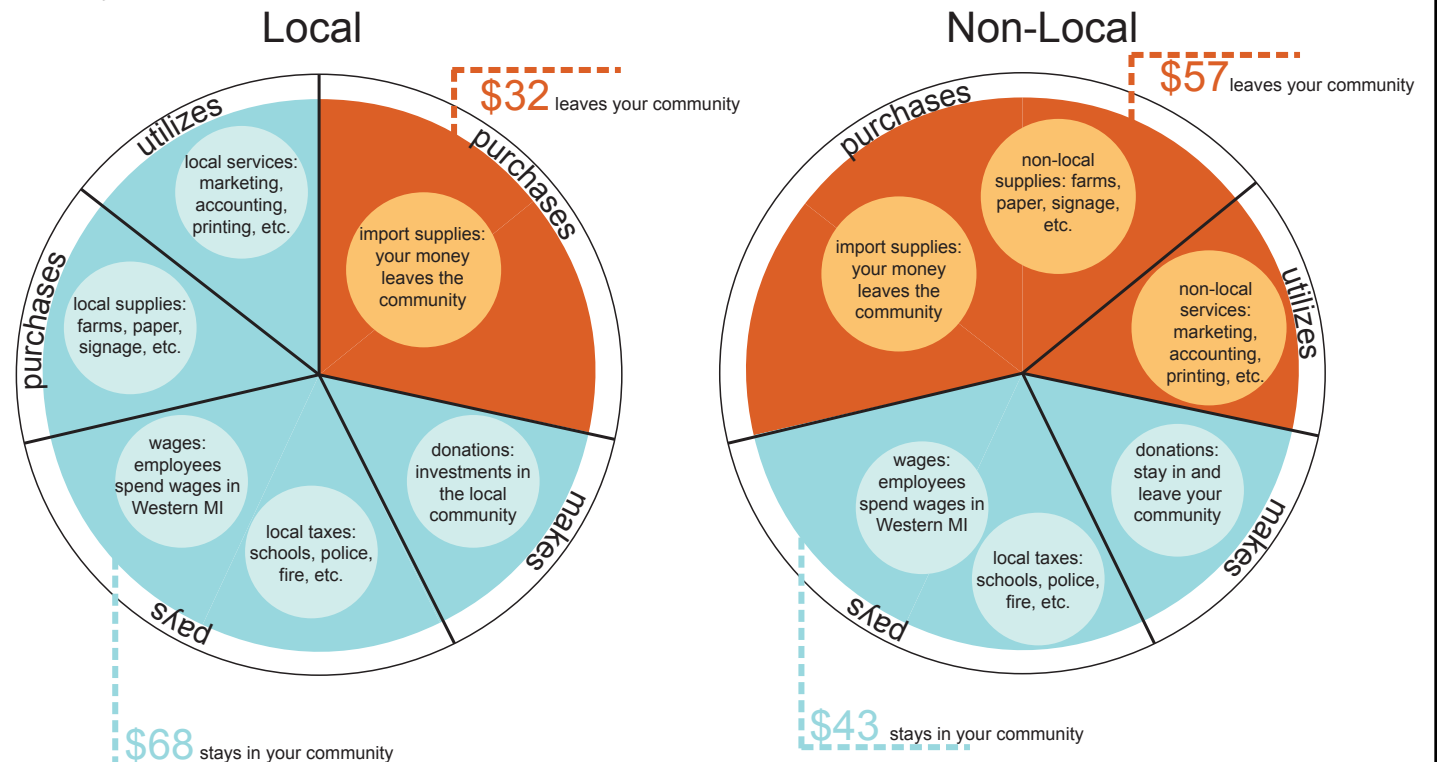 Local
$32 leaves your community
utilizes
purchases
local services:
marketing,
accounting,
printing, etc.
import supplies:
your money
leaves the
community
purchases
local supplies:
farms, paper,
signage, etc.
wages:
employees
spend wages in
Western MI
local taxes:
schools, police,
fire, etc.
donations:
investments in
the local
community
makes
pays
$68 stays in your community
Non-Local
$57 leaves your community
purchases
non-local
supplies: farms,
paper, signage,
etc.
import supplies:
your money
leaves the
community
utilizes
non-local
services:
marketing,
accounting,
printing, etc.
wages:
employees
spend wages in
Western MI
local taxes:
schools, police,
fire, etc.
donations:
stay in and
leave your
community
makes
pays
$43 stays in your community